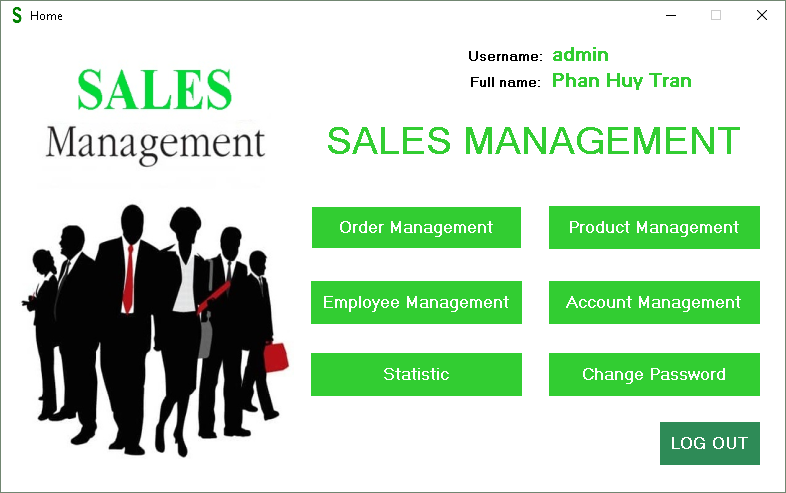 S Home
Username: admin
Full name: Phan Huy Tran
SALES
Management
SALES MANAGEMENT
Order Management
Product Management
Employee Management
Account Management
Statistic
Change Password
LOG OUT